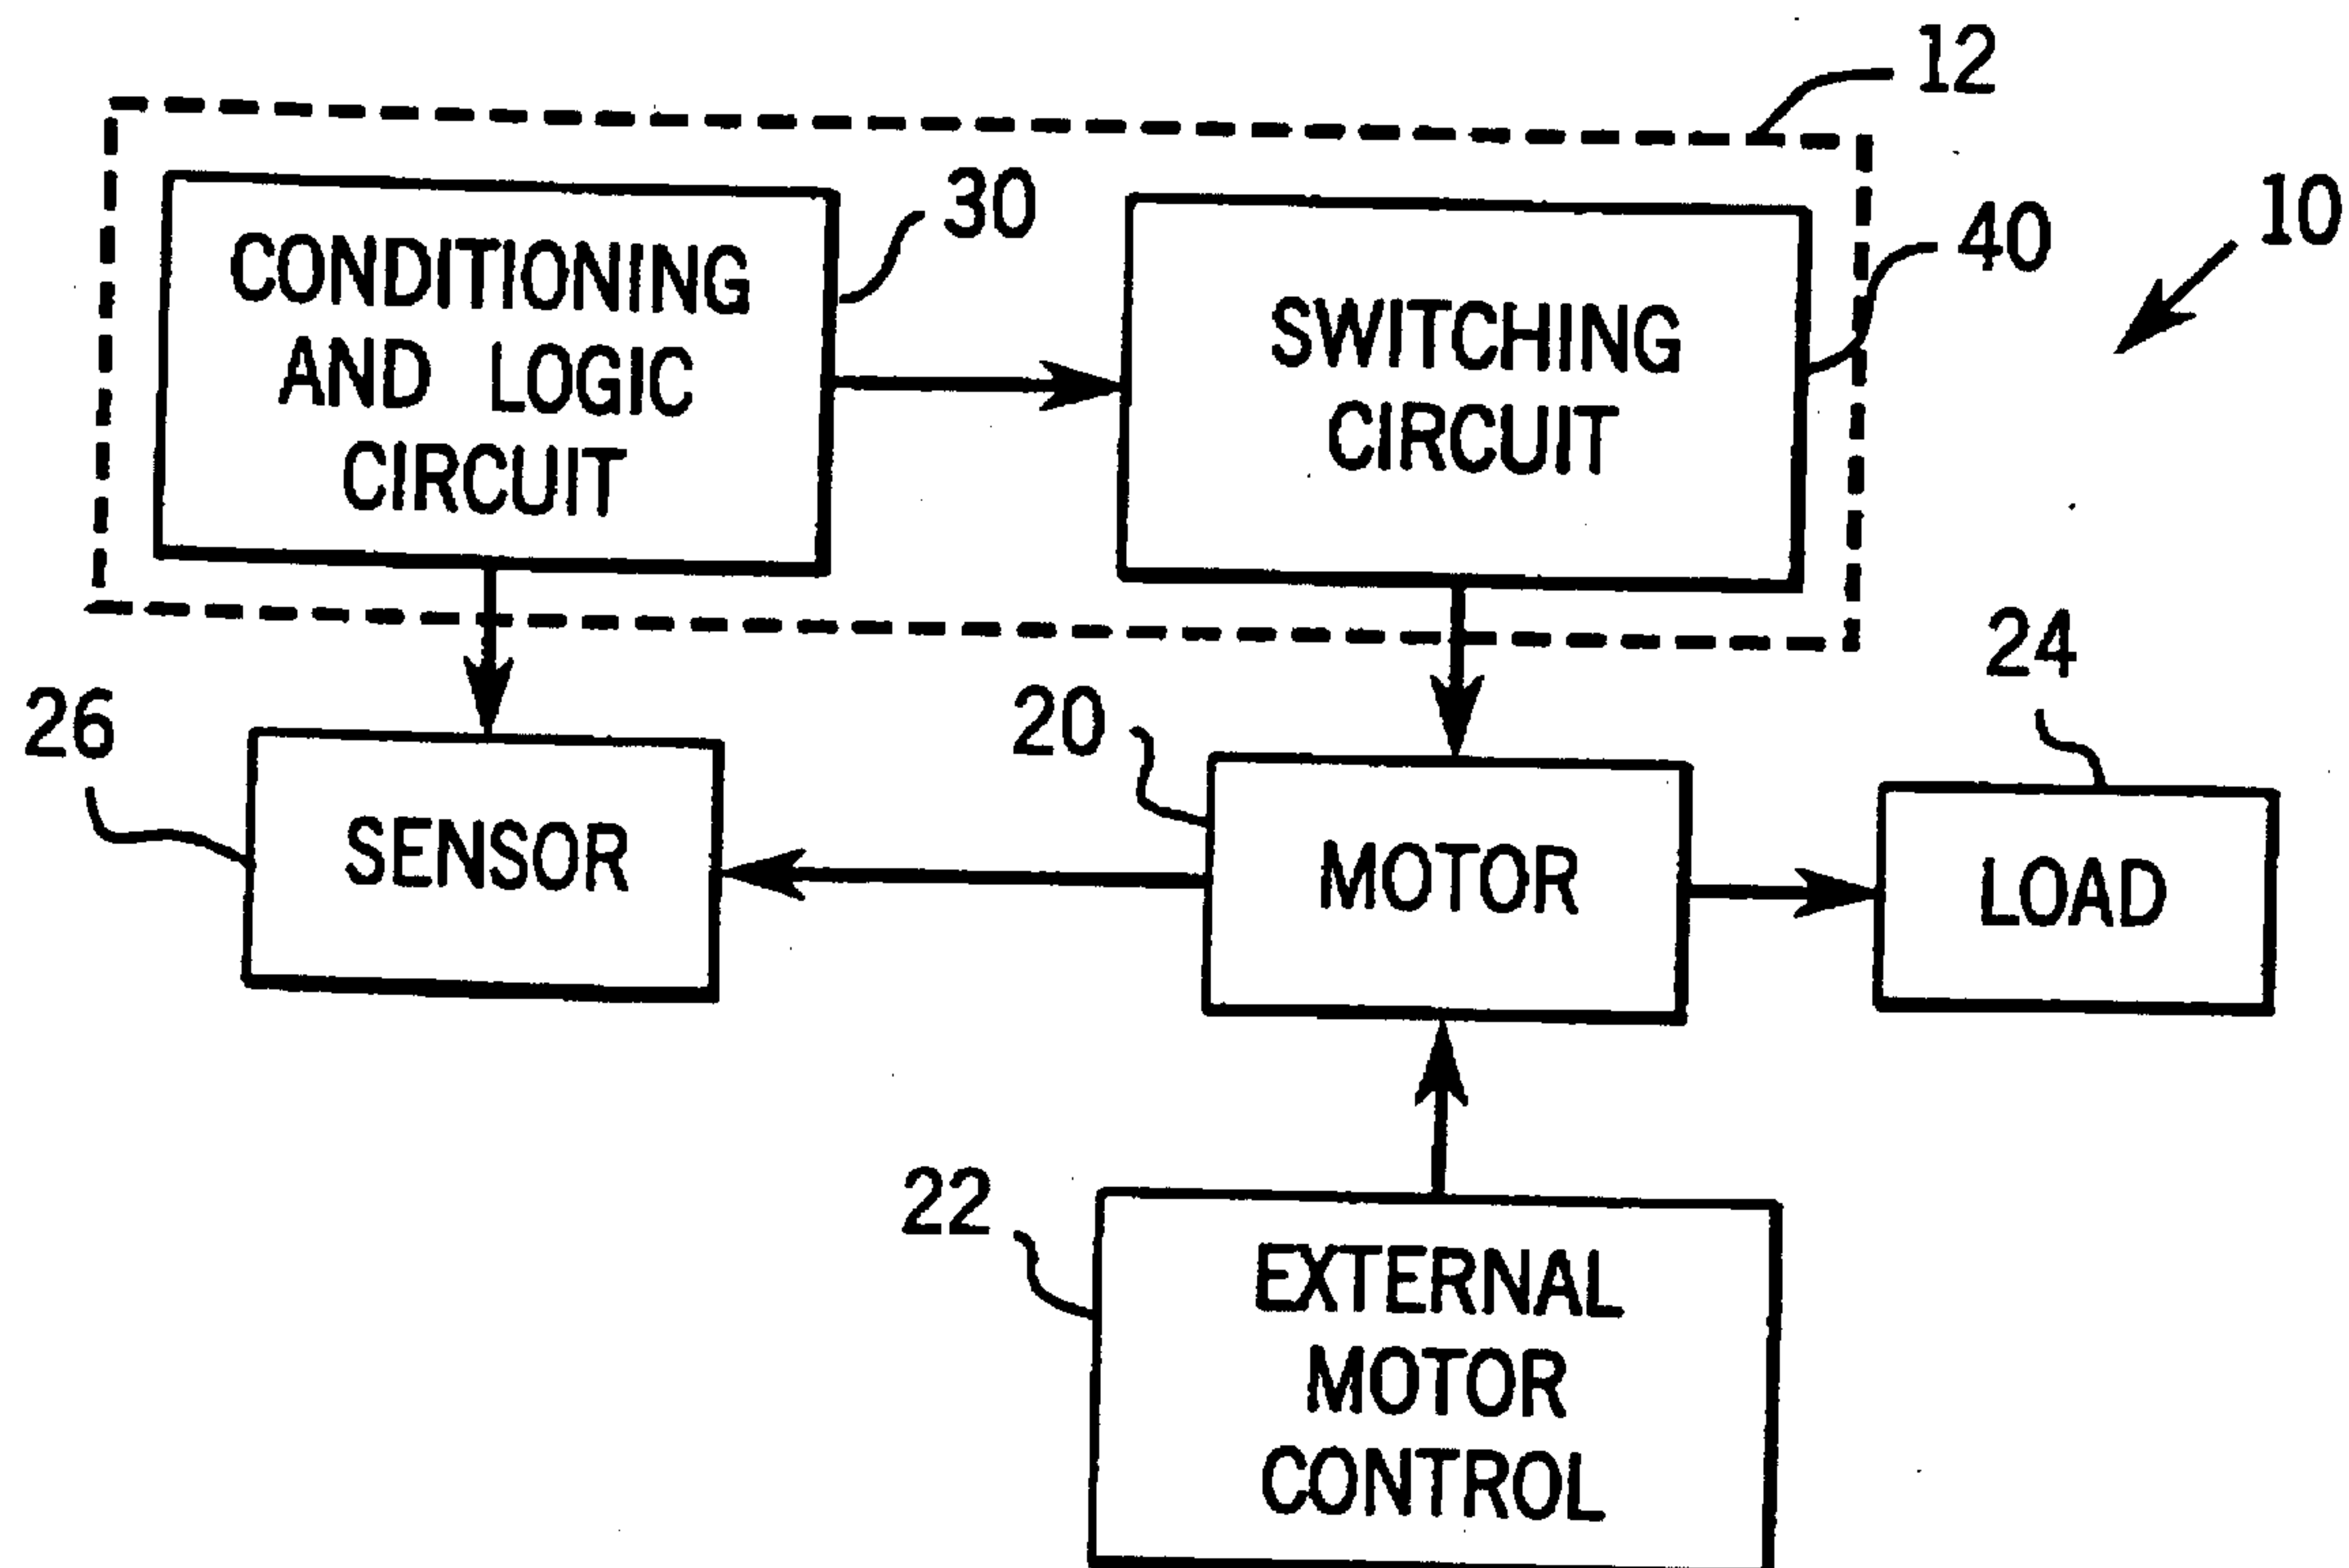 12
10
30
40
CONDITIONING
AND LOGIC
CIRCUIT
SWITCHING
CIRCUIT
26
20
24
SENSOR
MOTOR
LOAD
22
EXTERNAL
MOTOR
CONTROL